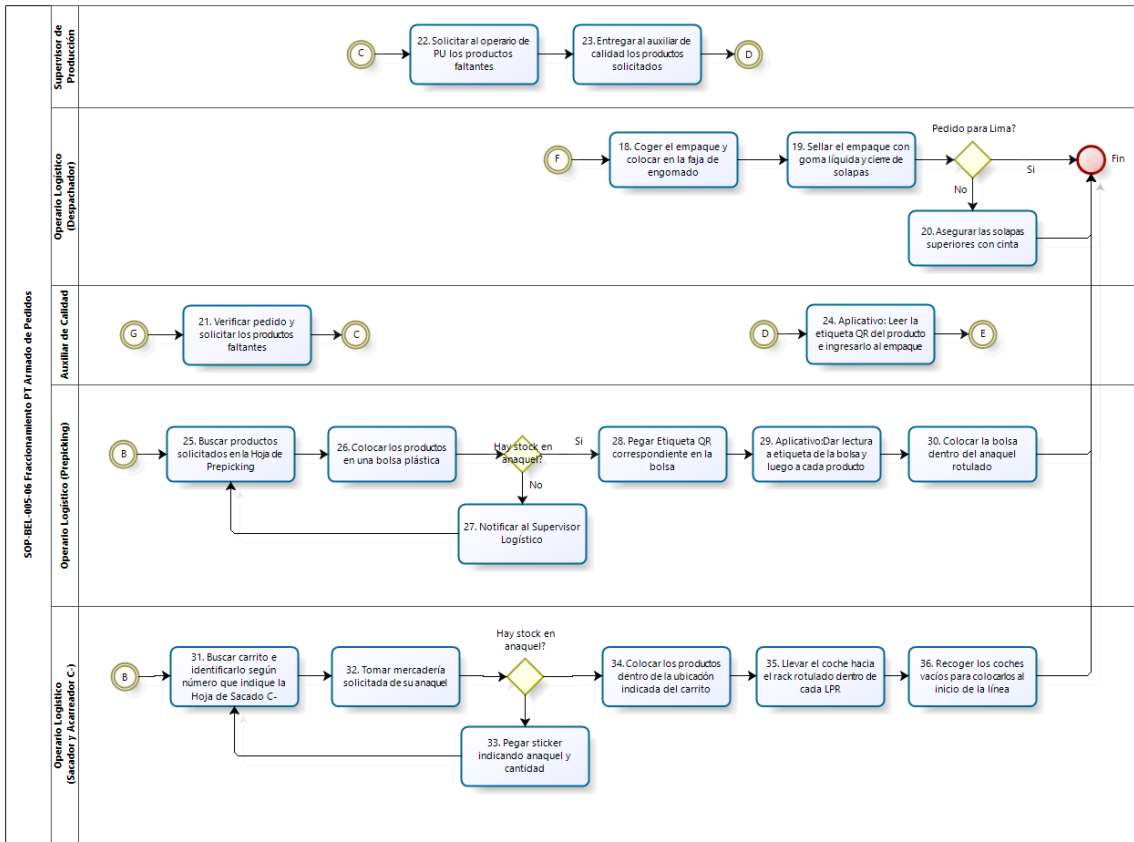 SOP-BEL-005-06 Fraccionamiento PT Armado de Pedidos
Supervisor de
Producción
C
22. Solicitar al operario de
PU los productos
faltantes
23. Entregar al auxiliar de
calidad los productos
solicitados
D
Operario Logístico
(Despachador)
F
18. Coger el empaque y
colocar en la faja de
engomado
19. Sellar el empaque con
goma líquida y cierre de
solapas
Pedido para Lima?
Si
No
Fin
20. Asegurar las solapas
superiores con cinta
Auxiliar de Calidad
G
21. Verificar pedido y
solicitar los productos
faltantes
C
D
24. Aplicativo: Leer la
etiqueta QR del producto
e ingresarlo al empaque
E
Operario Logístico (Prepicking)
B
25. Buscar productos
solicitados en la Hoja de
Prepicking
26. Colocar los productos
en una bolsa plástica
Hay stock en
anaquel?
Si
No
27. Notificar al Supervisor
Logístico
28. Pegar Etiqueta QR
correspondiente en la
bolsa
29. Aplicativo:Dar lectura
a etiqueta de la bolsa y
luego a cada producto
30. Colocar la bolsa
dentro del anaquel
rotulado
Operario Logístico
(Sacador y Acarreador C-)
B
31. Buscar carrito e
identificarlo según
número que indique la
Hoja de Sacado C-
32. Tomar mercadería
solicitada de su anaquel
Hay stock en
anaquel?
33. Pegar sticker
indicando anaquel y
cantidad
34. Colocar los productos
dentro de la ubicación
indicada del carrito
35. Llevar el coche hacia
el rack rotulado dentro de
cada LPR
36. Recoger los coches
vacíos para colocarlos al
inicio de la línea